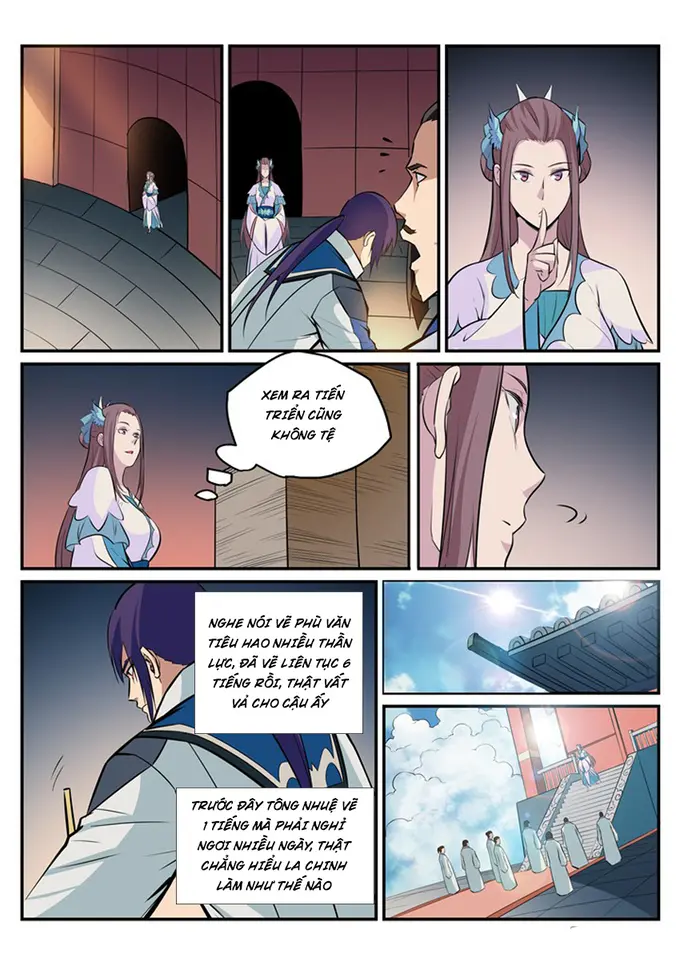 XEM RA TIẾN
TRIỂN CŨNG
KHÔNG TỆ
NGHE NÓI VẼ PHÙ VĂN
TIÊU HAO NHIỀU THẦN
LỰC, ĐÃ VẼ LIÊN TỤC 6
TIẾNG RỒI, THẬT VẤT
VẢ CHO CẬU ẤY
TRƯỚC ĐÂY TÔNG NHUỆ VẼ
1 TIẾNG MÀ PHẢI NGHỈ
NGƠI NHIỀU NGÀY, THẬT
CHẲNG HIỂU LA CHINH
LÀM NHƯ THẾ NÀO